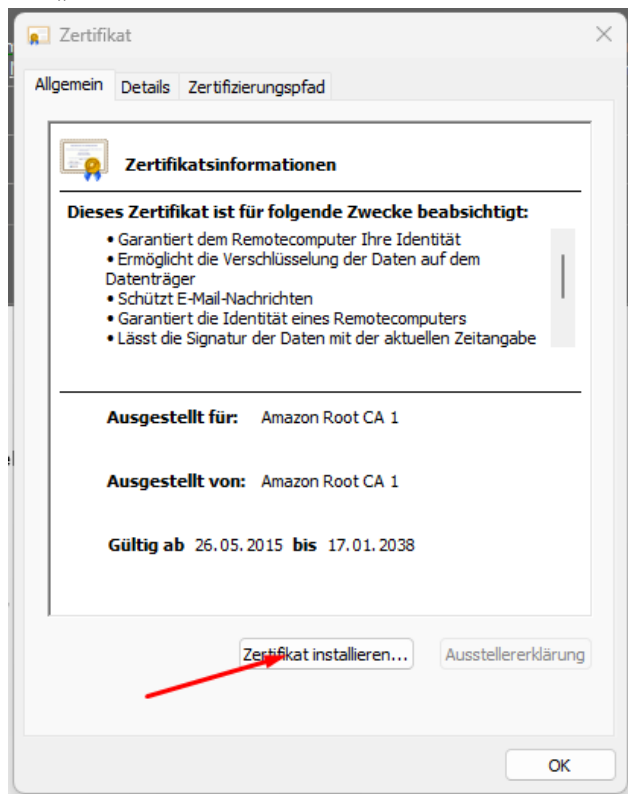 Zertifikat
Allgemein Details Zertifizierungspfad
Zertifikatsinformationen
Dieses Zertifikat ist für folgende Zwecke beabsichtigt:
• Garantiert dem Remotecomputer Ihre Identität
• Ermöglicht die Verschlüsselung der Daten auf dem
Datenträger
• Schützt E-Mail-Nachrichten
• Garantiert die Identität eines Remotecomputers
• Lässt die Signatur der Daten mit der aktuellen Zeitangabe
Ausgestellt für: Amazon Root CA 1
Ausgestellt von: Amazon Root CA 1
Gültig ab 26.05.2015 bis 17.01.2038
Zertifikat installieren... Ausstellererklärung
OK